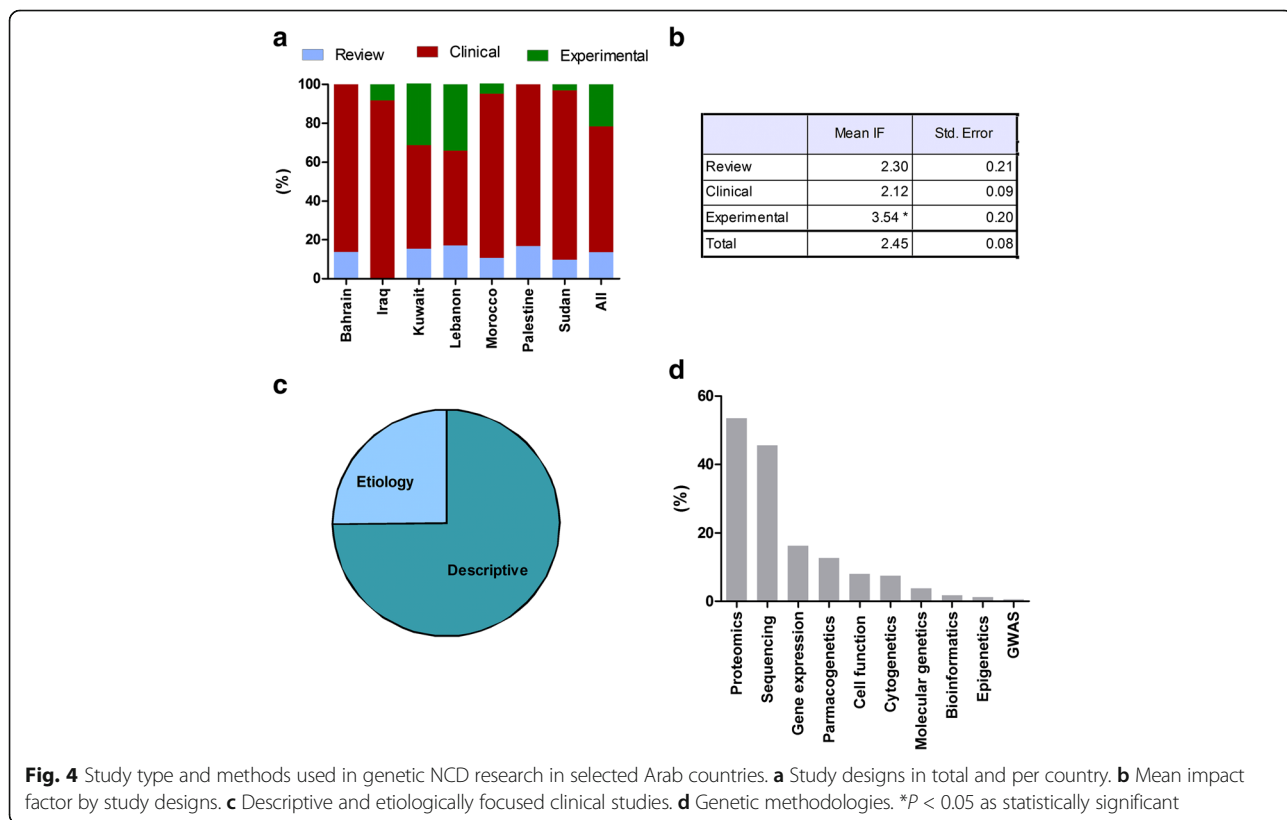 a
Review Clinical Experimental
100
80
60
40
20
0
(%)
Bahrain
Iraq
Kuwait
Lebanon
Morocco
Palestine
Sudan
All
b
Mean IF Std. Error
Review 2.30 0.21
Clinical 2.12 0.09
Experimental 3.54 * 0.20
Total 2.45 0.08
c
Etiology
Descriptive
d
60
40
20
0
(%)
Proteomics
Sequencing
Gene expression
Parmacogenetics
Cell function
Cytogenetics
Molecular genetics
Bioinformatics
Epigenetics
GWAS
Fig. 4 Study type and methods used in genetic NCD research in selected Arab countries. a Study designs in total and per country. b Mean impact
factor by study designs. c Descriptive and etiologically focused clinical studies. d Genetic methodologies. *P < 0.05 as statistically significant